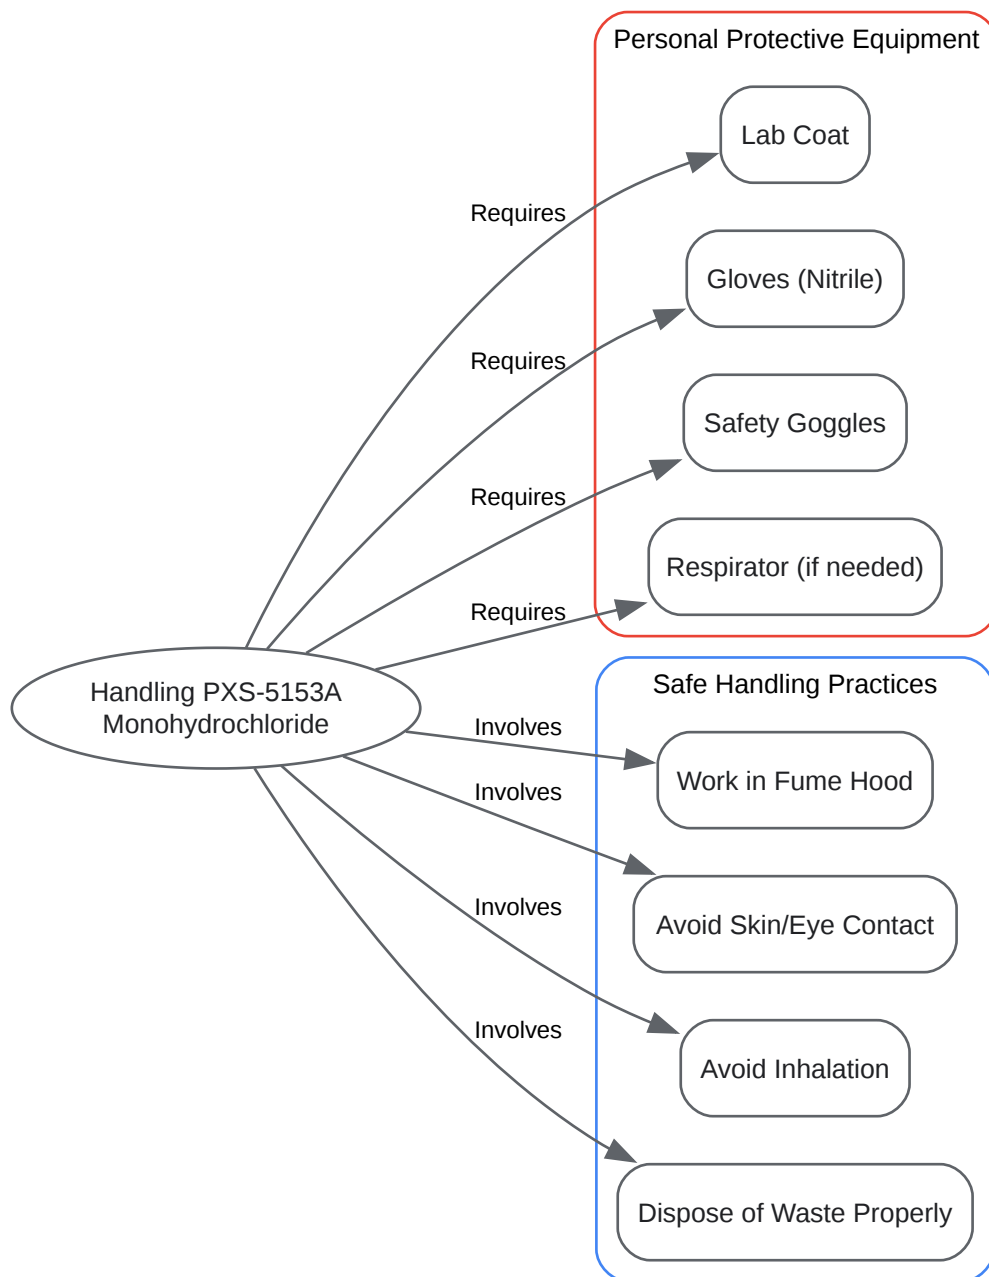 Personal Protective Equipment
Lab Coat
Requires
Gloves (Nitrile)
Requires
Safety Goggles
Requires
Respirator (if needed)
Requires
Handling PXS-5153A
Monohydrochloride
Safe Handling Practices
Involves
Work in Fume Hood
Involves
Avoid Skin/Eye Contact
Involves
Avoid Inhalation
Involves
Dispose of Waste Properly